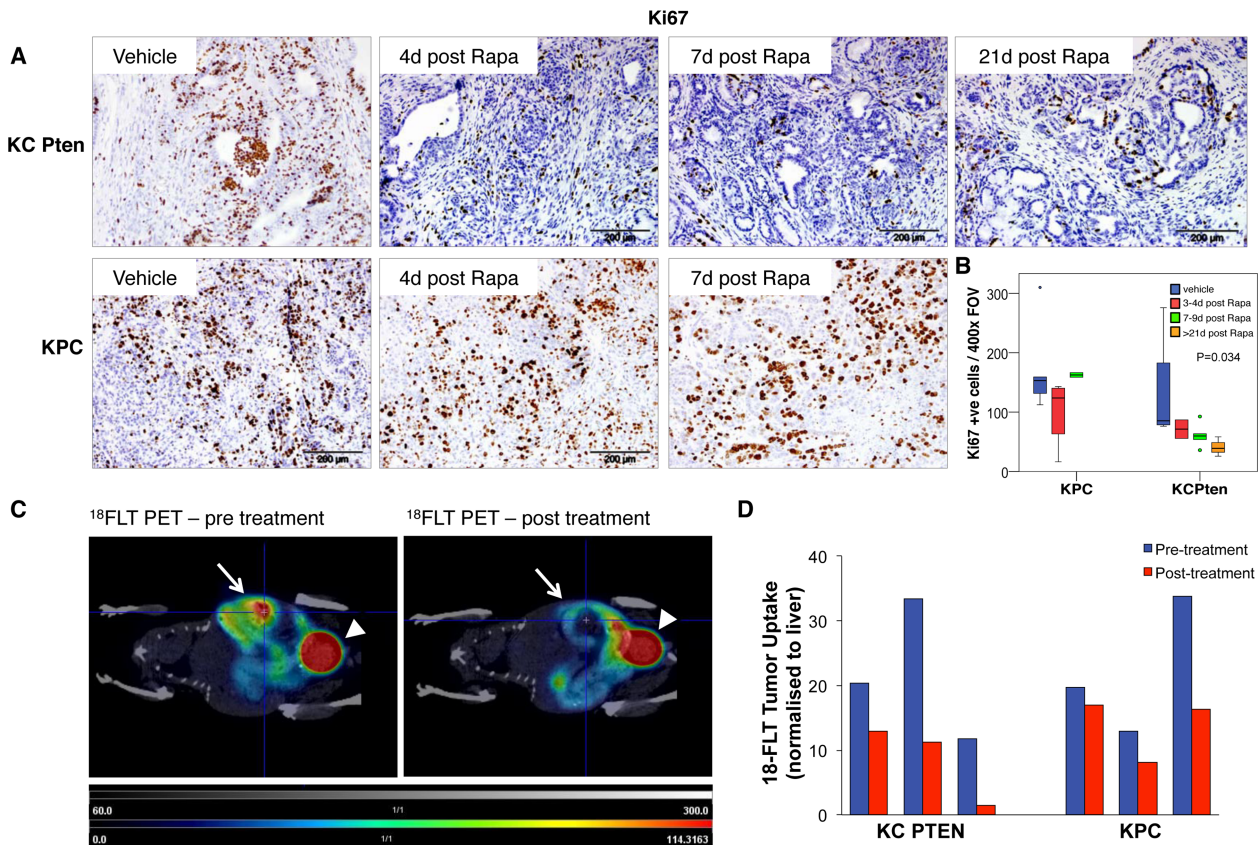 Ki67
A
Vehicle
4d post Rapa
7d post Rapa
21d post Rapa
KC Pten
200 µm
200 µm
200 µm
Vehicle
4d post Rapa
7d post Rapa
KPC
200 µm
200 µm
B
Ki67 +ve cells / 400x FOV
300
200
100
0
vehicle
3-4d post Rapa
7-9d post Rapa
>21d post Rapa
P=0.034
KPC
KCPten
C
¹⁸FLT PET – pre treatment
¹⁸FLT PET – post treatment
60.0
1/1
300.0
0.0
1/1
114.3163
D
18-FLT Tumor Uptake
(normalised to liver)
40
30
20
10
0
Pre-treatment
Post-treatment
KC PTEN
KPC